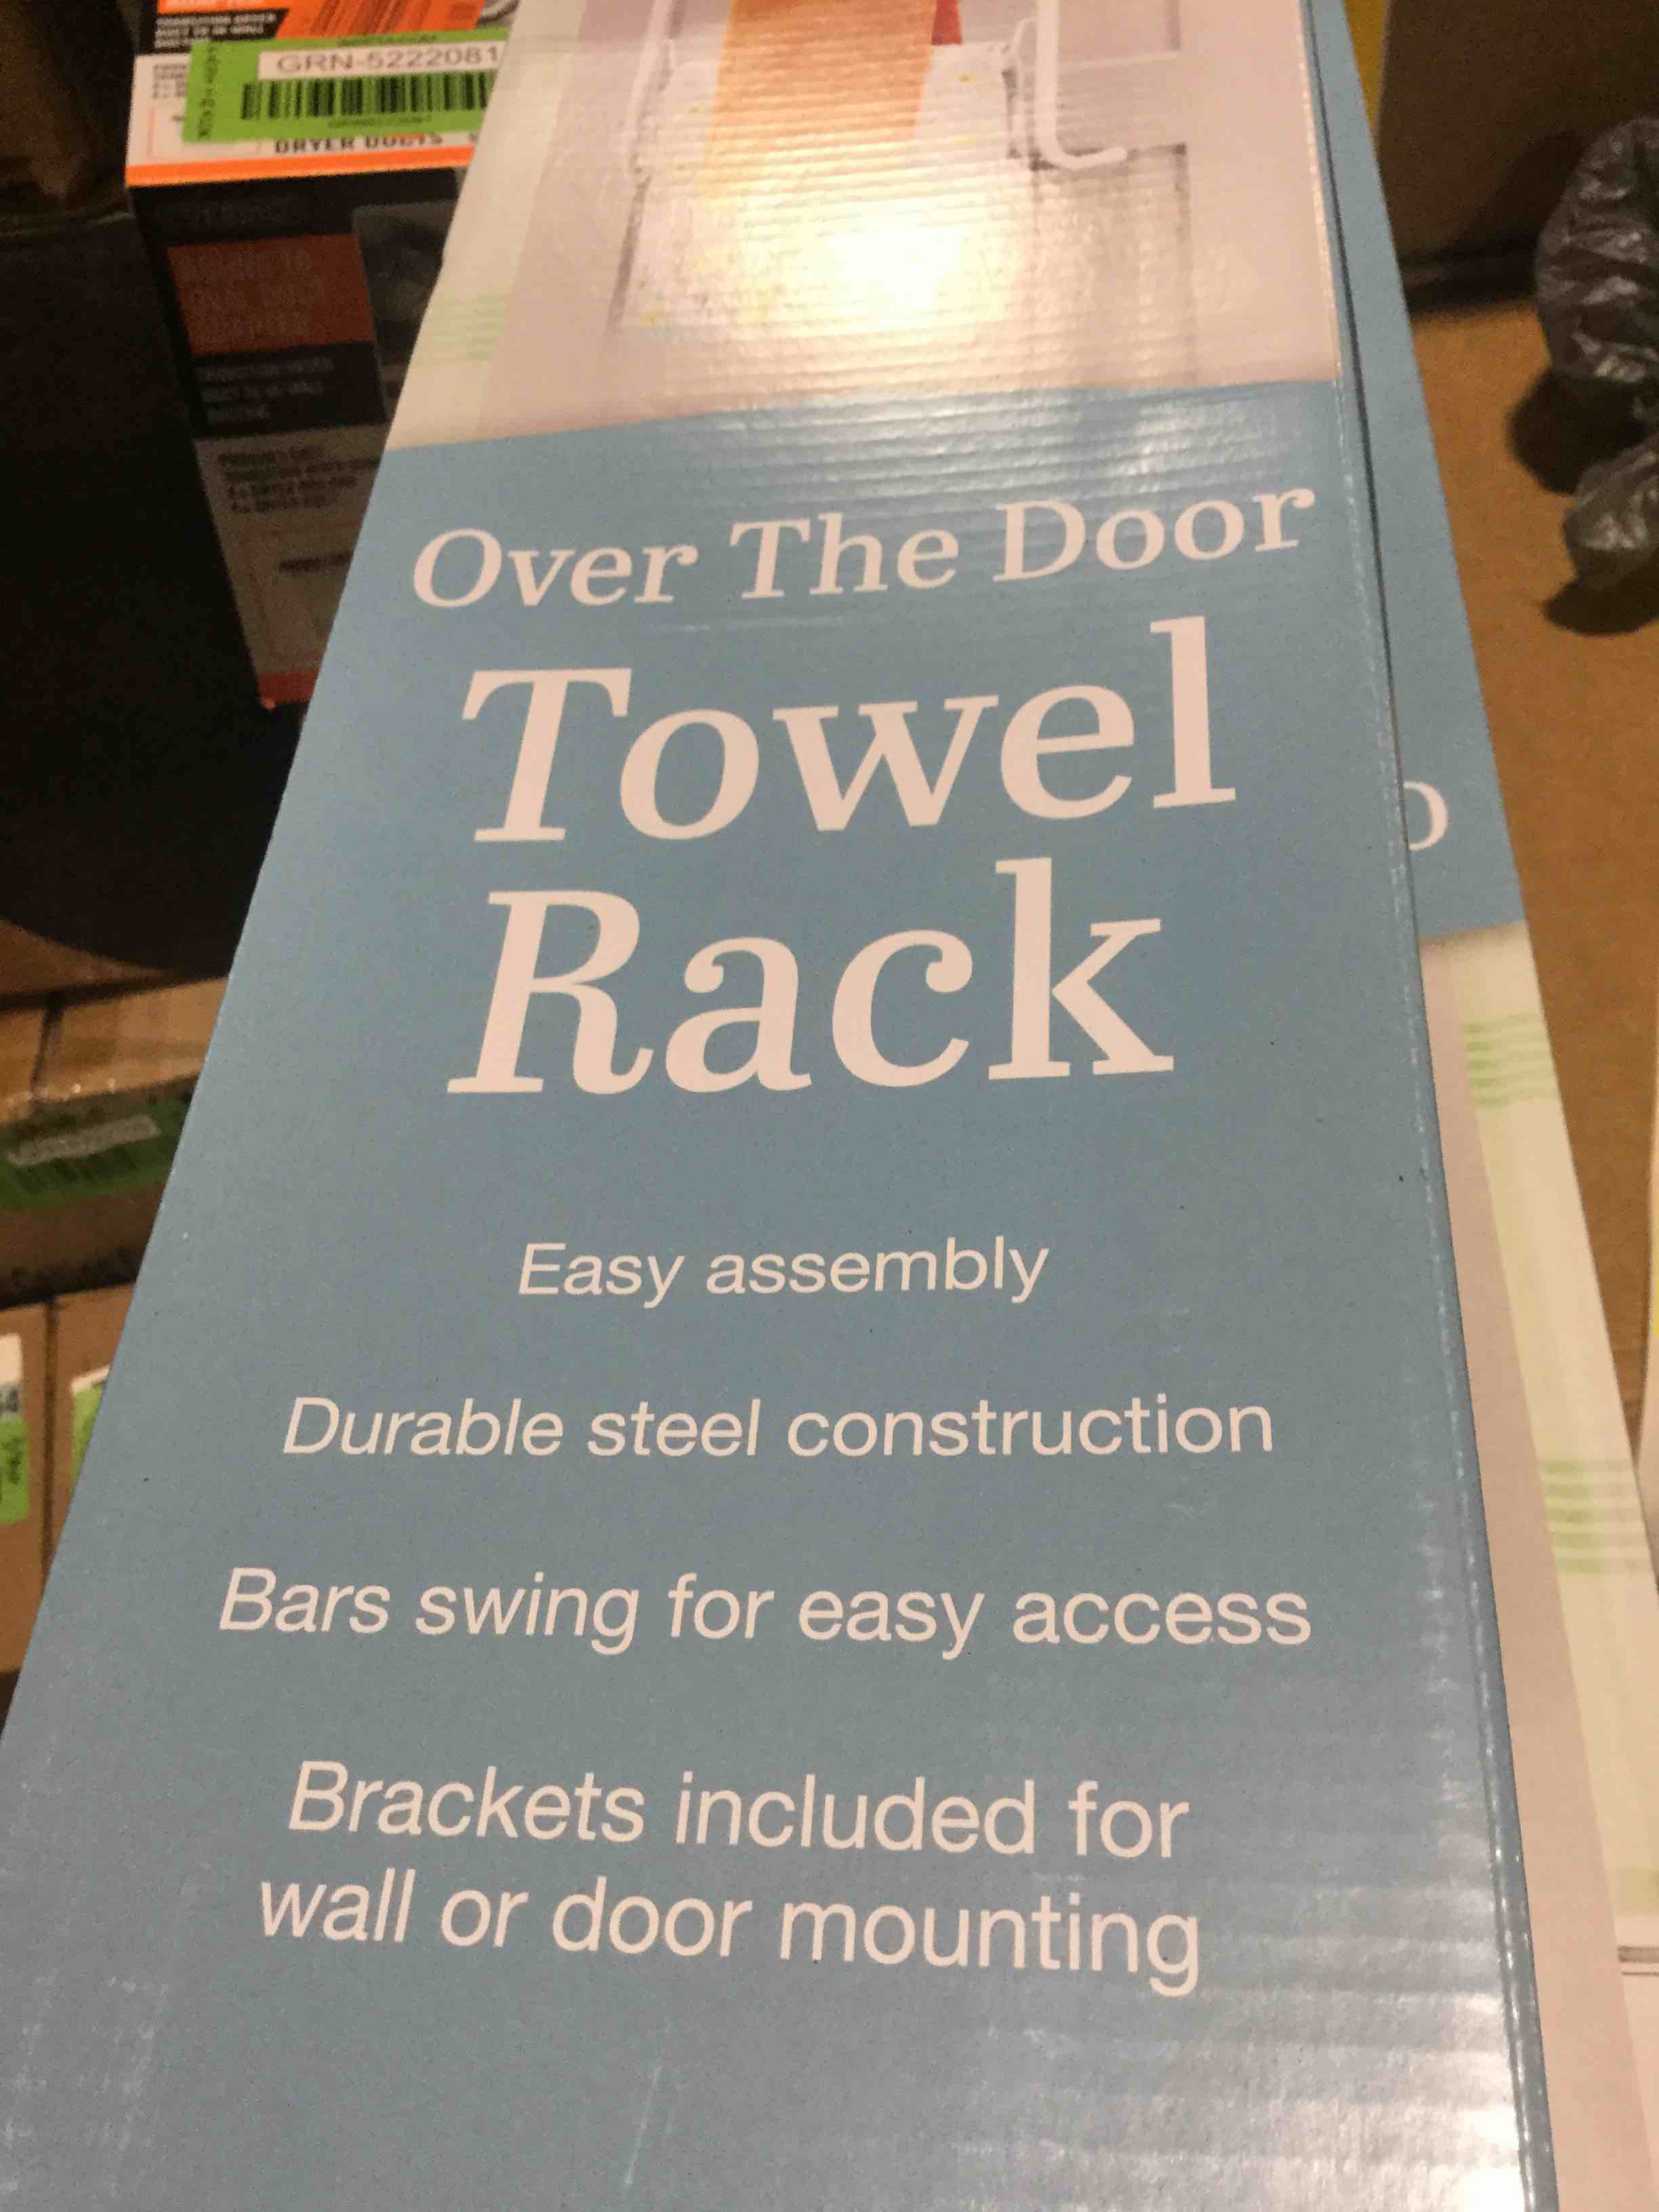 GRN-5222081
DRYER DUCTS
Over The Door
Towel
Rack
Easy assembly
Durable steel construction
Bars swing for easy access
Brackets included for
wall or door mounting